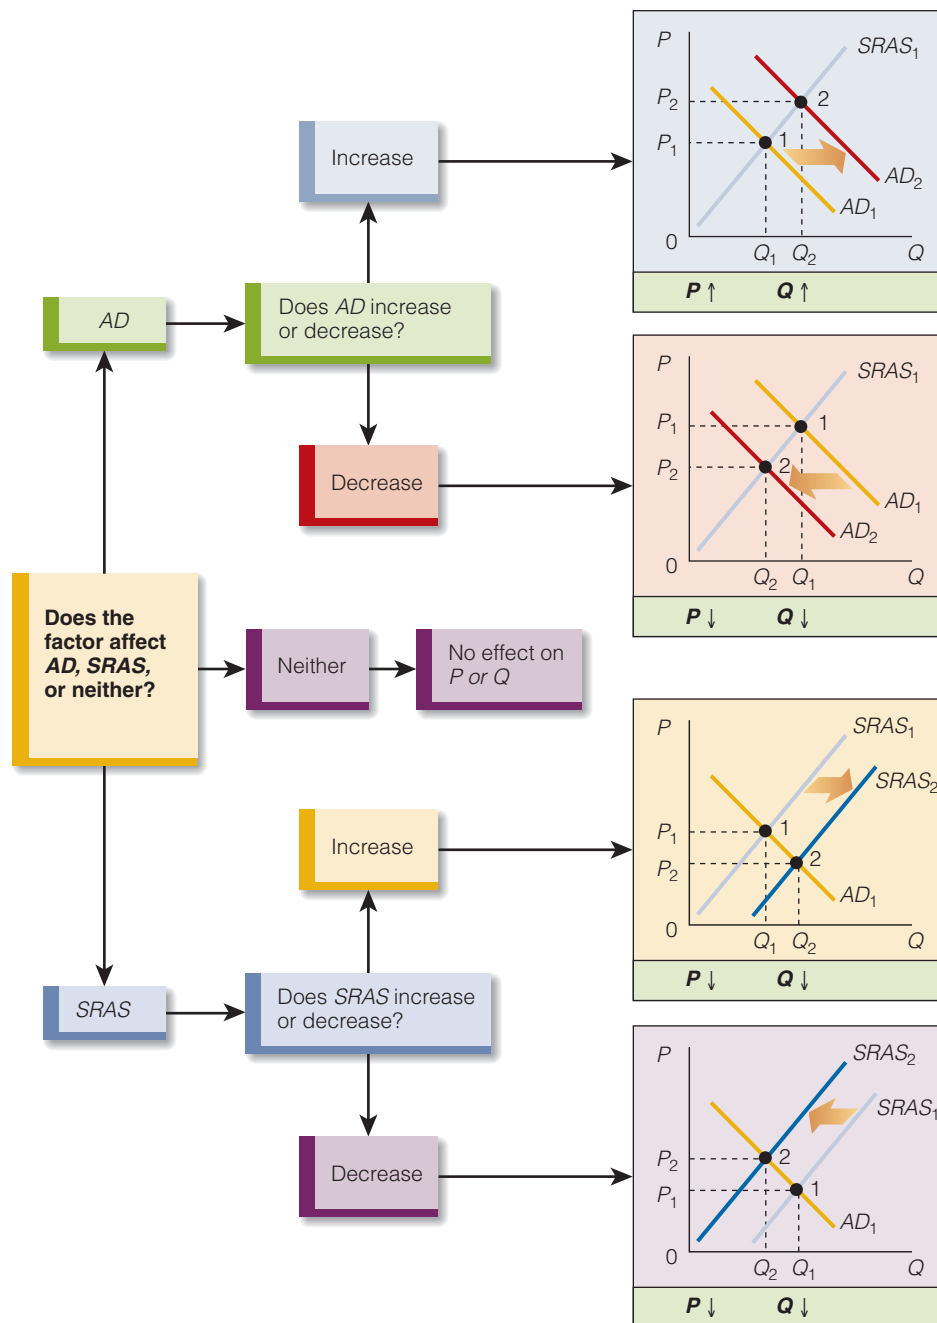 Does the
factor affect
AD, SRAS,
or neither?
AD
Does AD increase
or decrease?
Increase
P
SRAS₁
P₂
2
P₁
1
AD₂
AD₁
0
Q₁
Q₂
Q
P ↑ Q ↑
Decrease
P
SRAS₁
P₁
1
P₂
2
AD₁
AD₂
0
Q₂
Q₁
Q
P ↓ Q ↓
Neither
No effect on
P or Q
SRAS
Does SRAS increase
or decrease?
Increase
P
SRAS₁
SRAS₂
P₁
1
P₂
2
AD₁
0
Q₁
Q₂
Q
P ↓ Q ↓
Decrease
P
SRAS₂
SRAS₁
P₂
2
P₁
1
AD₁
0
Q₂
Q₁
Q
P ↓ Q ↓